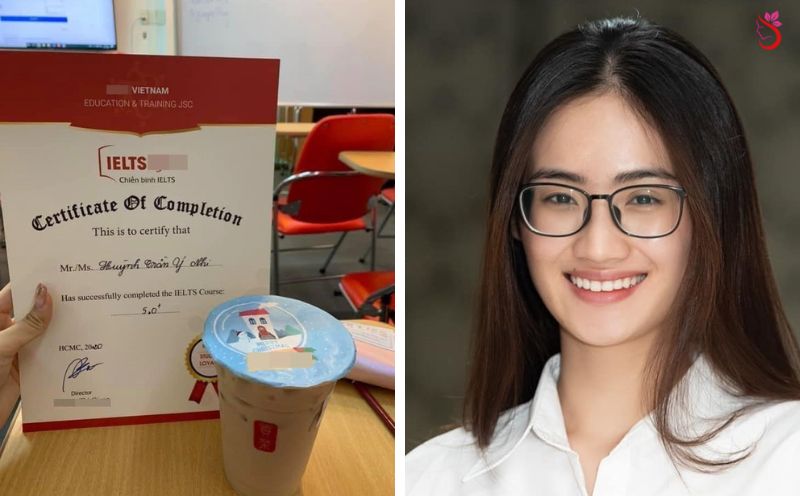 VIETNAM
EDUCATION & TRAINING JSC
IELTS
Chiến binh IELTS
Certificate Of Completion
This is to certify that
Mr./Ms. Huỳnh Trần Ý Nhi
Has successfully completed the IELTS Course:
5.0+
HCMC, 2020
Director